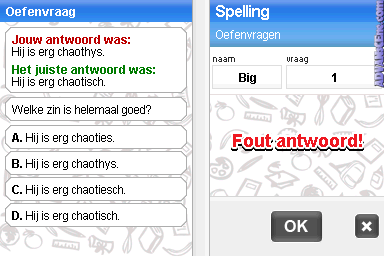 Oefenvraag
Jouw antwoord was:
Hij is erg chaothys.
Het juiste antwoord was:
Hij is erg chaotisch.
Welke zin is helemaal goed?
A. Hij is erg chaoties.
B. Hij is erg chaothys.
C. Hij is erg chaotiesch.
D. Hij is erg chaotisch.
Spelling
Oefenvragen
naam vraag
Big 1
Fout antwoord!
OK